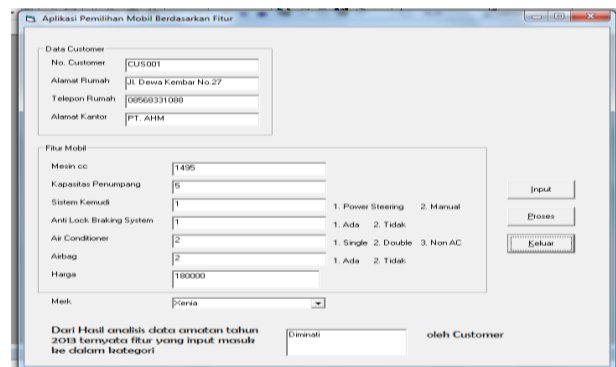 Aplikasi Pemilihan Mobil Berdasarkan Fitur
Data Customer
No. Customer CUS001
Alamat Rumah Jl. Dewa Kembar No.27
Telepon Rumah 08568331088
Alamat Kantor PT. AHM
Fitur Mobil
Mesin cc 1495
Kapasitas Penumpang 5
Sistem Kemudi 1 1. Power Steering 2. Manual
Anti Lock Braking System 1 1. Ada 2. Tidak
Air Conditioner 2 1. Single 2. Double 3. Non AC
Airbag 2 1. Ada 2. Tidak
Harga 180000
Merk Xenia
Input
Proses
Keluar
Dari Hasil analisis data amatan tahun
2013 ternyata fitur yang input masuk
ke dalam kategori
Diminati oleh Customer